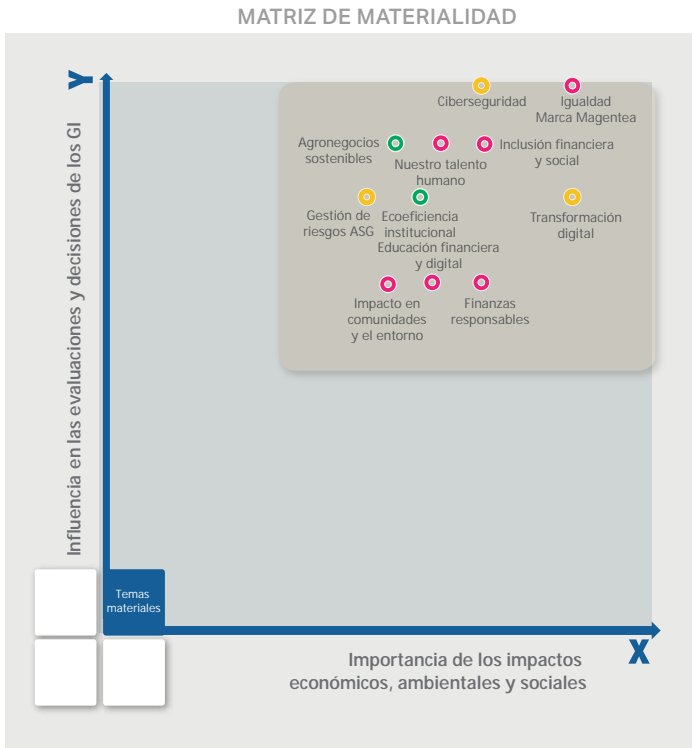 MATRIZ DE MATERIALIDAD
Y
Influencia en las evaluaciones y decisiones de los GI
Ciberseguridad
Igualdad
Marca Magentea
Agronegocios
sostenibles
Nuestro talento
humano
Inclusión financiera
y social
Gestión de
riesgos ASG
Ecoeficiencia
institucional
Educación financiera
y digital
Transformación
digital
Impacto en
comunidades
y el entorno
Finanzas
responsables
Temas
materiales
X
Importancia de los impactos
económicos, ambientales y sociales